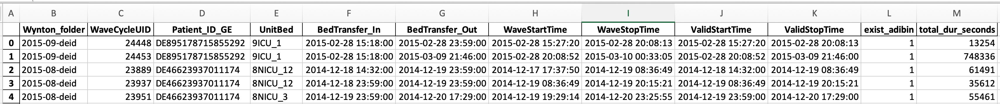 A B C D E F G H I J K L M
Wynton_folder WaveCycleUID Patient_ID_GE UnitBed BedTransfer_In BedTransfer_Out WaveStartTime WaveStopTime ValidStartTime ValidStopTime exist_adibin total_dur_seconds
0 2015-09-deid 24448 DE895178715855292 9ICU_1 2015-02-28 15:18:00 2015-02-28 23:59:00 2015-02-28 15:27:20 2015-02-28 20:08:13 2015-02-28 15:27:20 2015-02-28 20:08:13 1 13254
1 2015-09-deid 24453 DE895178715855292 9ICU_1 2015-02-28 15:18:00 2015-03-09 21:46:00 2015-02-28 20:08:52 2015-03-10 00:33:05 2015-02-28 20:08:52 2015-03-09 21:46:00 1 748336
2 2015-08-deid 23889 DE46623937011174 8NICU_12 2014-12-18 14:32:00 2014-12-19 23:59:00 2014-12-17 17:37:50 2014-12-19 08:36:49 2014-12-18 14:32:00 2014-12-19 08:36:49 1 61491
3 2015-08-deid 23937 DE46623937011174 8NICU_12 2014-12-18 23:59:00 2014-12-19 23:59:00 2014-12-19 08:36:49 2014-12-19 20:15:21 2014-12-19 08:36:49 2014-12-19 20:15:21 1 35612
4 2015-08-deid 23951 DE46623937011174 8NICU_3 2014-12-19 23:59:00 2014-12-20 17:29:00 2014-12-19 19:29:14 2014-12-20 23:25:55 2014-12-19 23:59:00 2014-12-20 17:29:00 1 55461